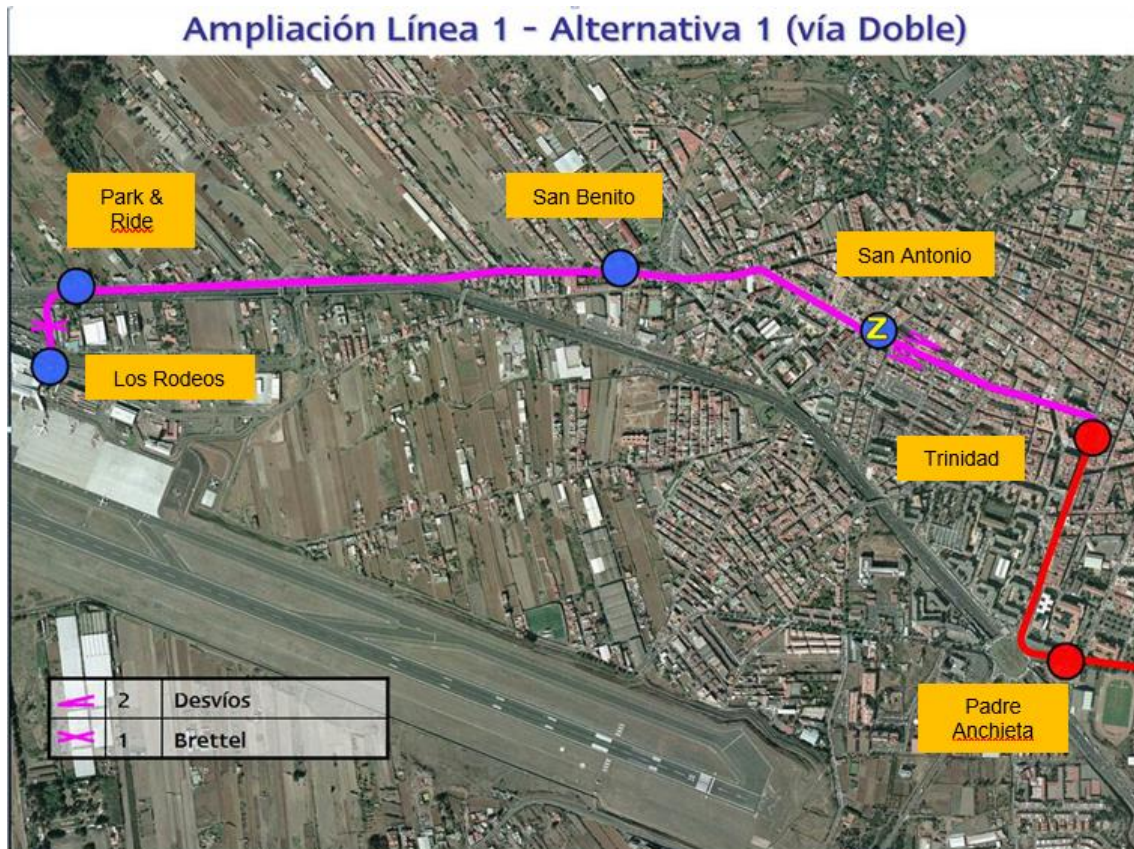 Ampliación Línea 1 - Alternativa 1 (vía Doble)
Park &
Ride
San Benito
San Antonio
Z
Los Rodeos
Trinidad
Padre
Anchieta
2 Desvíos
1 Brettel